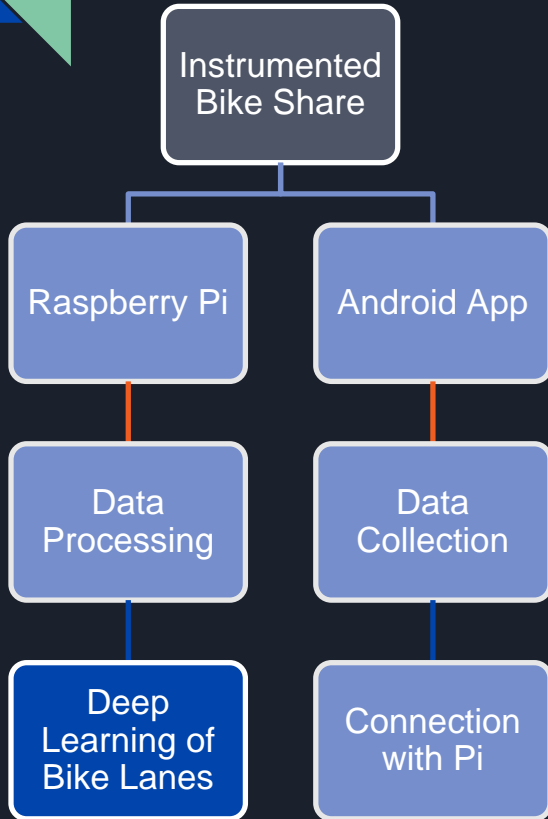 Instrumented
Bike Share
Raspberry Pi
Android App
Data
Processing
Data
Collection
Deep
Learning of
Bike Lanes
Connection
with Pi